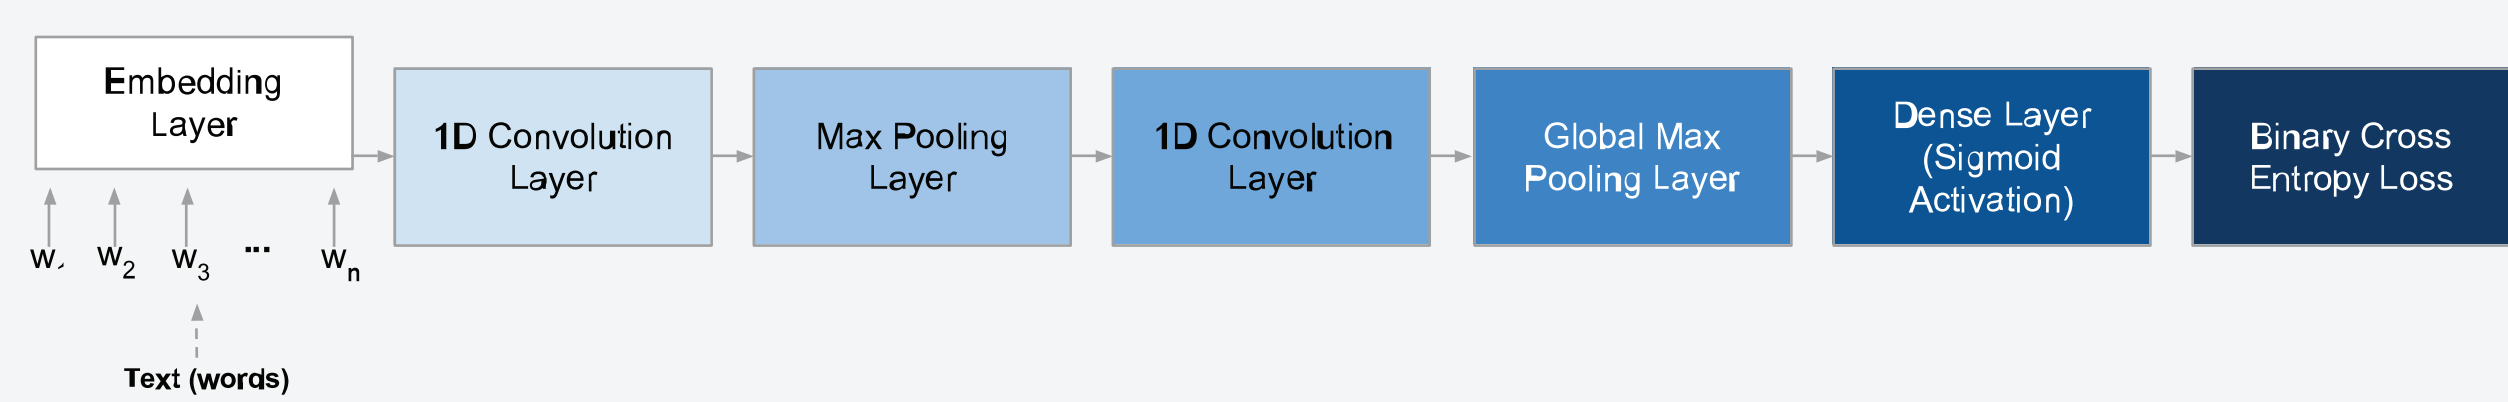 Embedding
Layer
1D Convolution
Layer
Max Pooling
Layer
1D Convolution
Layer
Global Max
Pooling Layer
Dense Layer
(Sigmoid
Activation)
Binary Cross
Entropy Loss
w1 w2 w3 ... wn
Text (words)